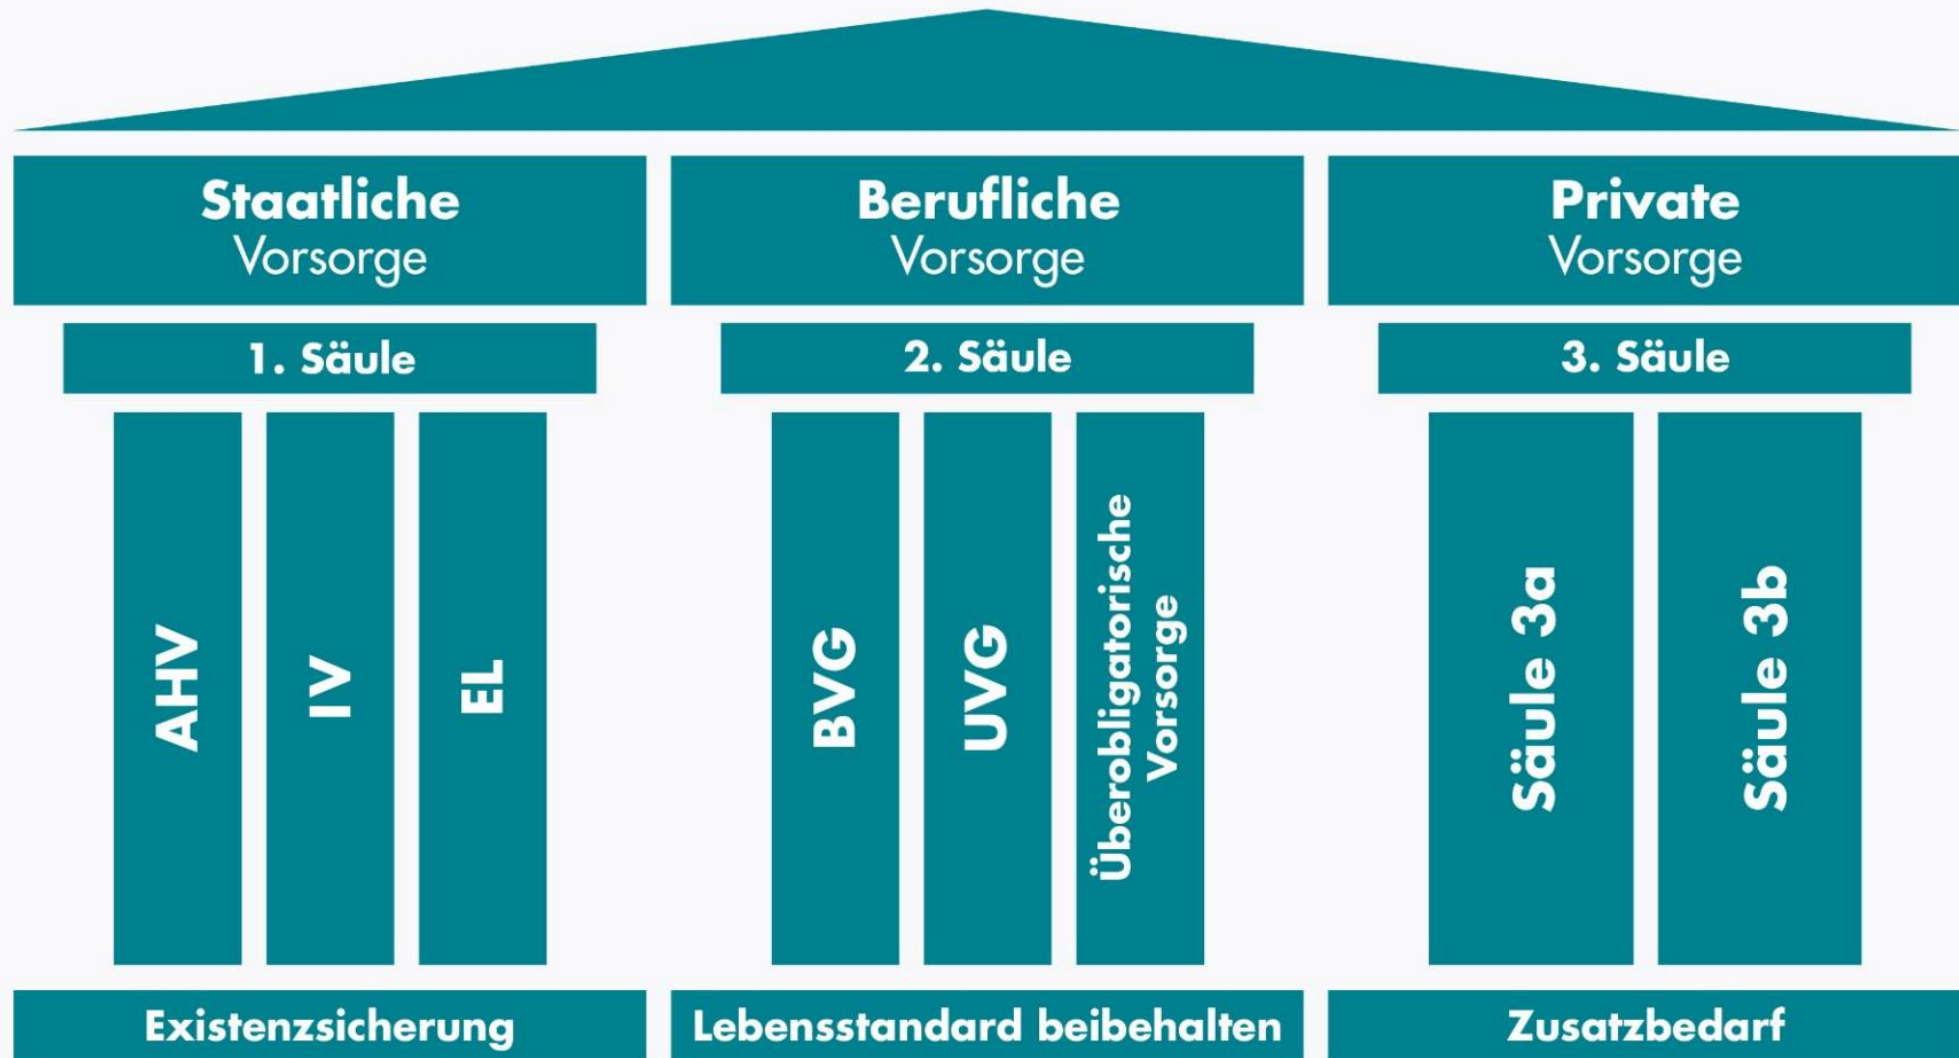 Staatliche
Vorsorge
1. Säule
AHV
IV
EL
Existenzsicherung
Berufliche
Vorsorge
2. Säule
BVG
UVG
Überobligatorische
Vorsorge
Lebensstandard beibehalten
Private
Vorsorge
3. Säule
Säule 3a
Säule 3b
Zusatzbedarf